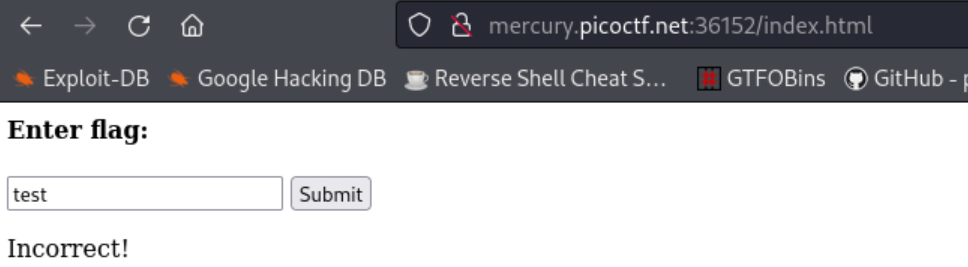 mercury.picoctf.net:36152/index.html
Exploit-DB Google Hacking DB Reverse Shell Cheat S... GTFOBins GitHub - p
Enter flag:
test Submit
Incorrect!